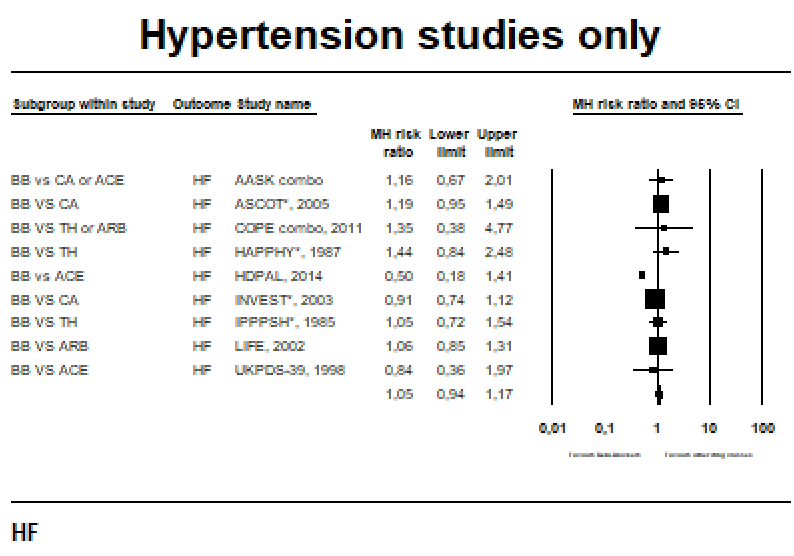 Hypertension studies only
Subgroup within study Outcome Study name MH risk ratio and 95% CI
MH risk Lower Upper
ratio limit limit
BB vs CA or ACE HF AASK combo 1,16 0,67 2,01
BB VS CA HF ASCOT*, 2005 1,19 0,95 1,49
BB VS TH or ARB HF COPE combo, 2011 1,35 0,38 4,77
BB VS TH HF HAPPHY*, 1987 1,44 0,84 2,48
BB vs ACE HF HDPAL, 2014 0,50 0,18 1,41
BB VS CA HF INVEST*, 2003 0,91 0,74 1,12
BB VS TH HF IPPPSH*, 1985 1,05 0,72 1,54
BB VS ARB HF LIFE, 2002 1,06 0,85 1,31
BB VS ACE HF UKPDS-39, 1998 0,84 0,36 1,97
1,05 0,94 1,17
0,01 0,1 1 10 100
HF